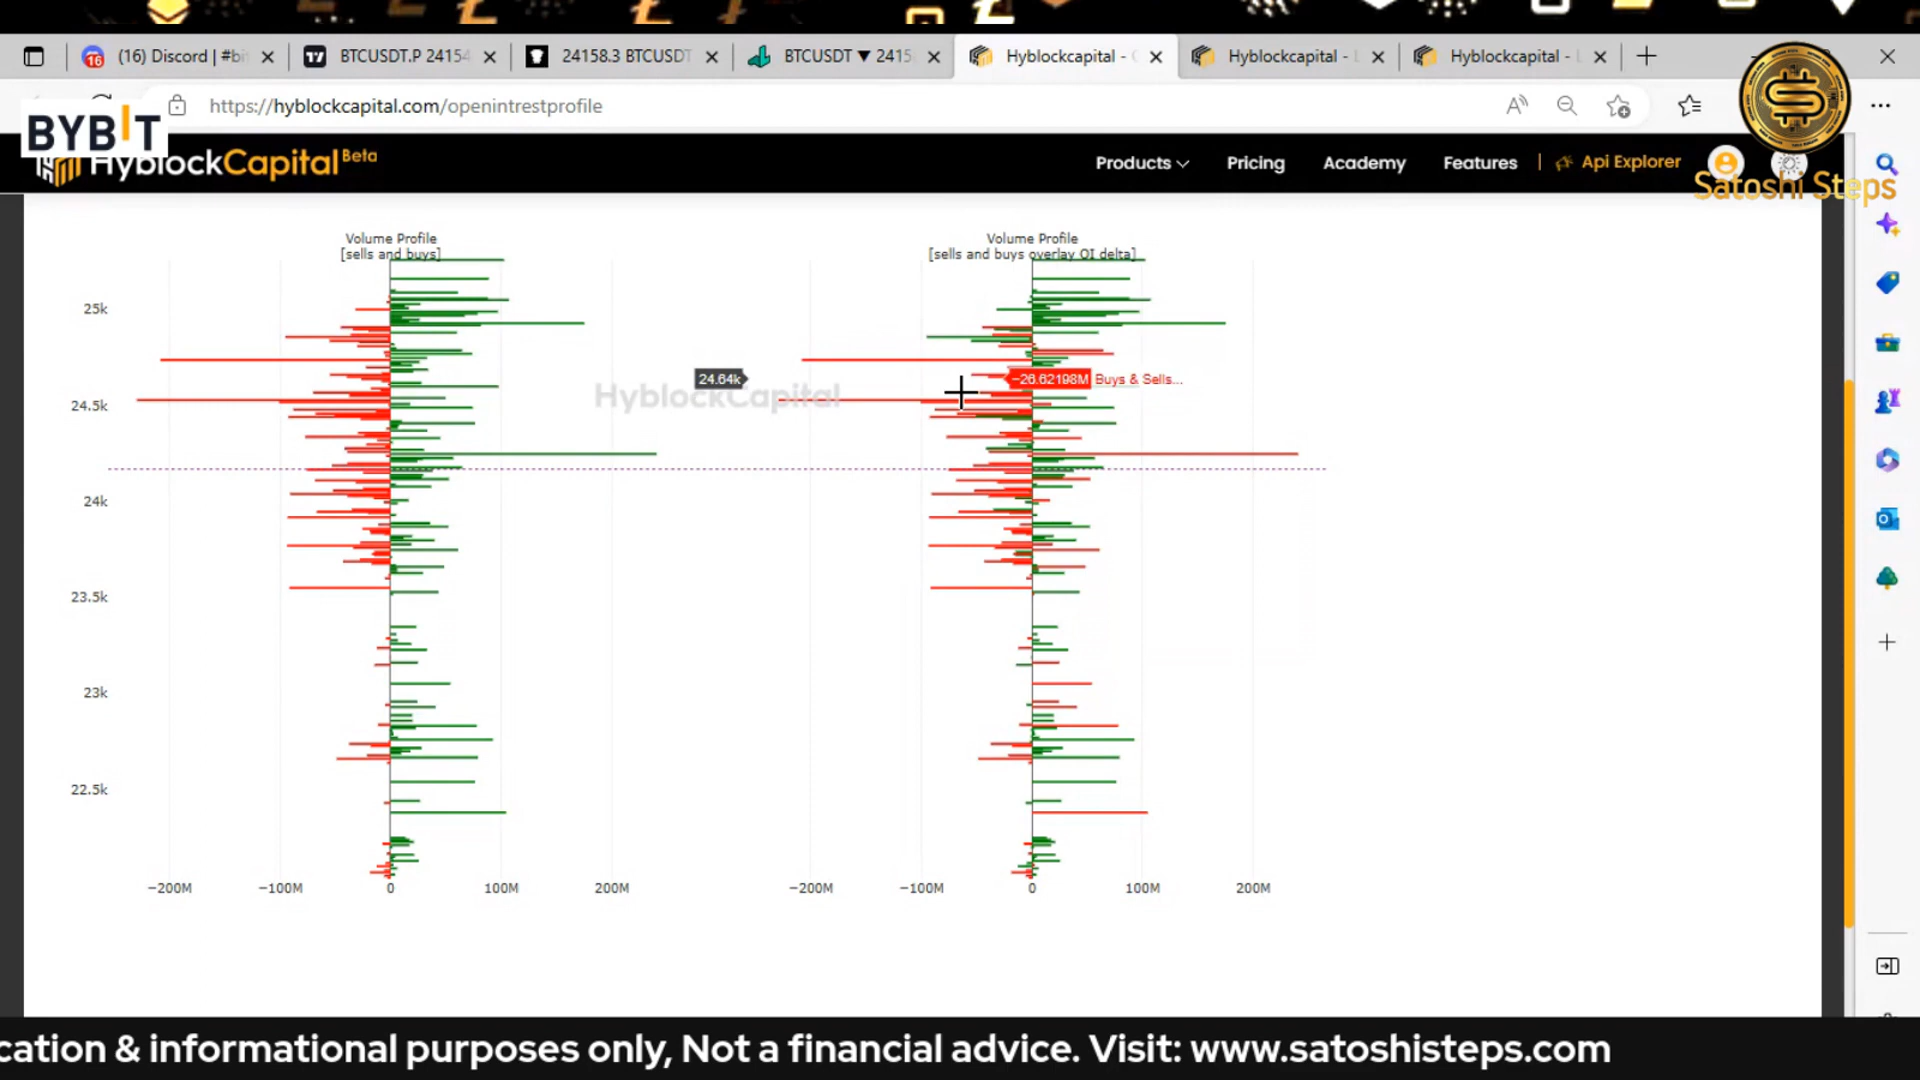 16
(16) Discord | #bi
BTCUSDT.P 24154
24158.3 BTCUSDT
BTCUSDT ▼ 2415
Hyblockcapital -
Hyblockcapital -
Hyblockcapital -
https://hyblockcapital.com/openintrestprofile
BYBIT
HyblockCapital Beta
Products
Pricing
Academy
Features
Api Explorer
Satoshi Steps
Volume Profile
[sells and buys]
Volume Profile
[sells and buys overlay OI delta]
25k
24.5k
24k
23.5k
23k
22.5k
24.64k
HyblockCapital
−26.62198M
Buys & Sells...
−200M
−100M
0
100M
200M
−200M
−100M
0
100M
200M
cation & informational purposes only, Not a financial advice. Visit: www.satoshisteps.com